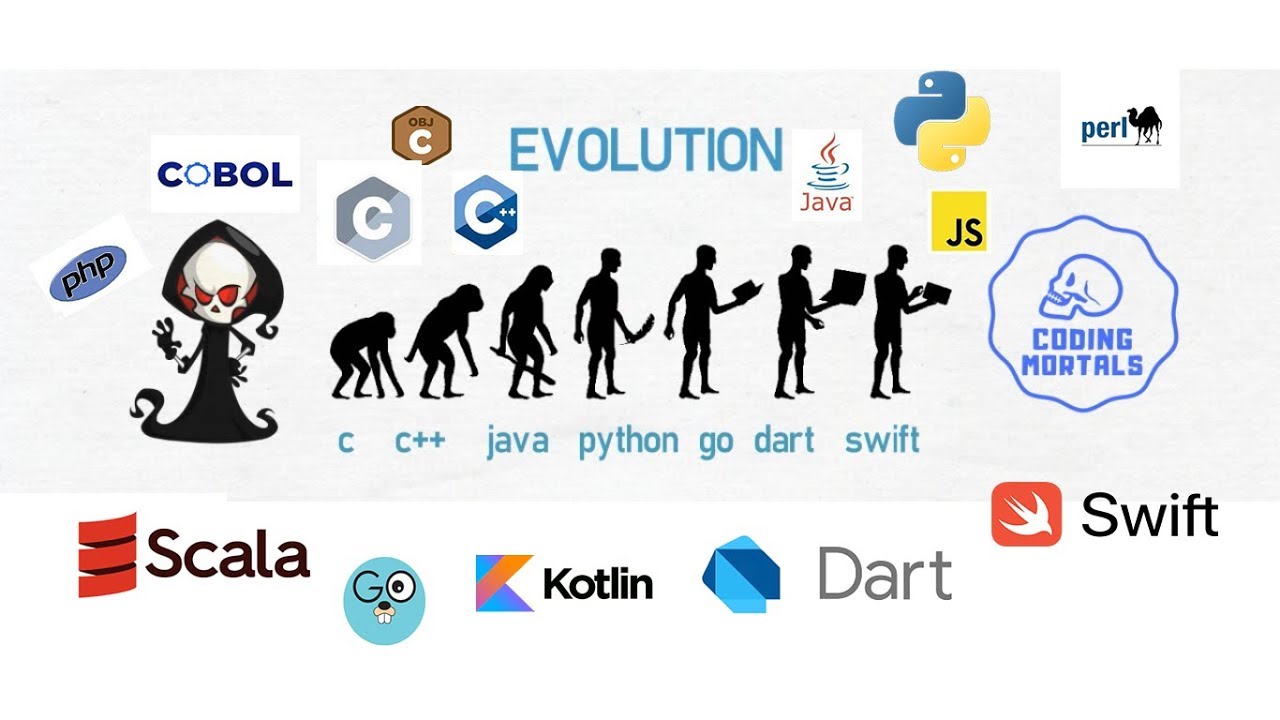 OBJ
C
EVOLUTION
COBOL
C
C++
Java
perl
JS
php
CODING
MORTALS
c c++ java python go dart swift
Swift
Scala
GO
Kotlin
Dart